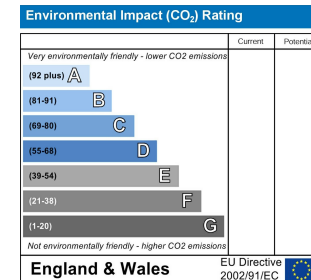 Environmental Impact (CO₂) Rating
Current Potentia
Very environmentally friendly - lower CO2 emissions
(92 plus) A
(81-91) B
(69-80) C
(55-68) D
(39-54) E
(21-38) F
(1-20) G
Not environmentally friendly - higher CO2 emissions
England & Wales
EU Directive
2002/91/EC